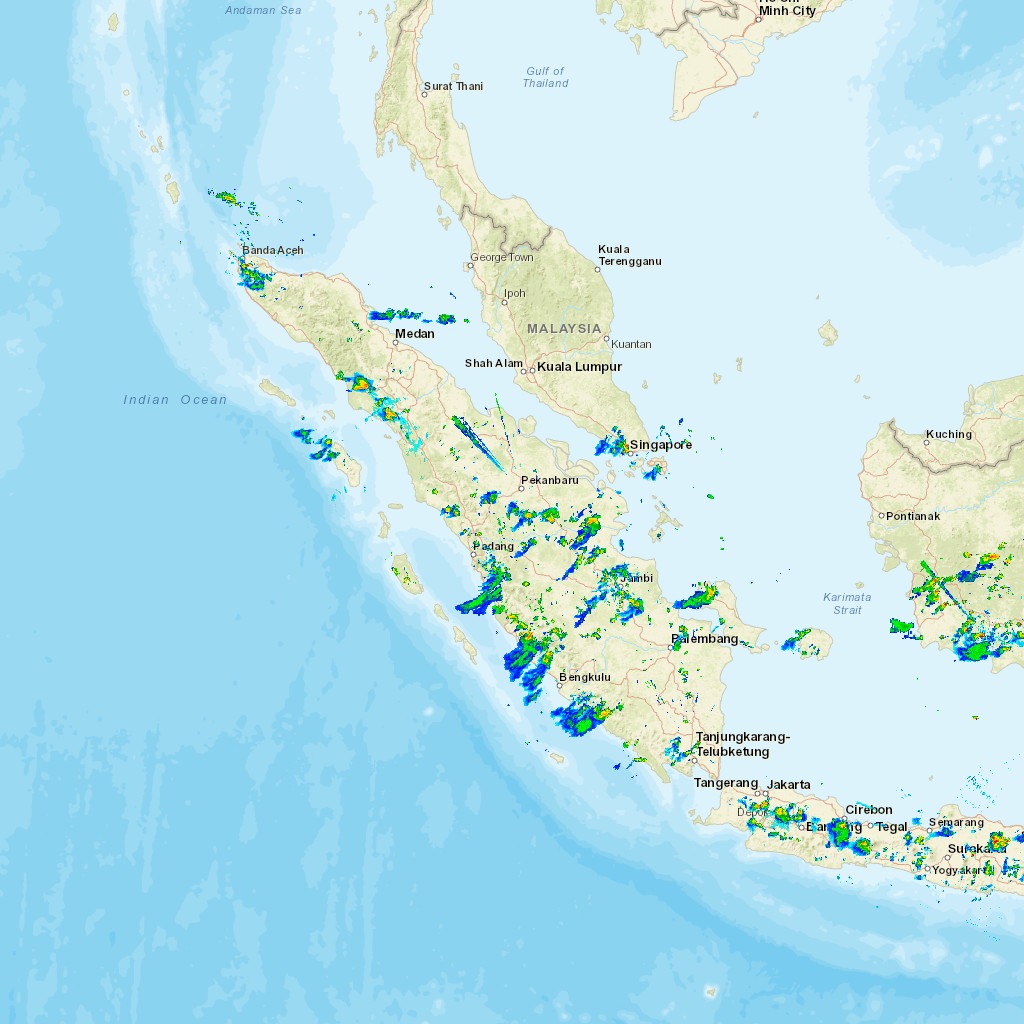 Andaman Sea
Minh City
Gulf of
Thailand
Surat Thani
Banda Aceh
Kuala
Terengganu
George Town
Ipoh
MALAYSIA
Medan
Kuantan
Shah Alam
Kuala Lumpur
Indian Ocean
Kuching
Singapore
Pekanbaru
Pontianak
Padang
Jambi
Karimata
Strait
Palembang
Bengkulu
Tanjungkarang-
Telubketung
Tangerang
Jakarta
Cirebon
Tegal
Semarang
Yogyakarta